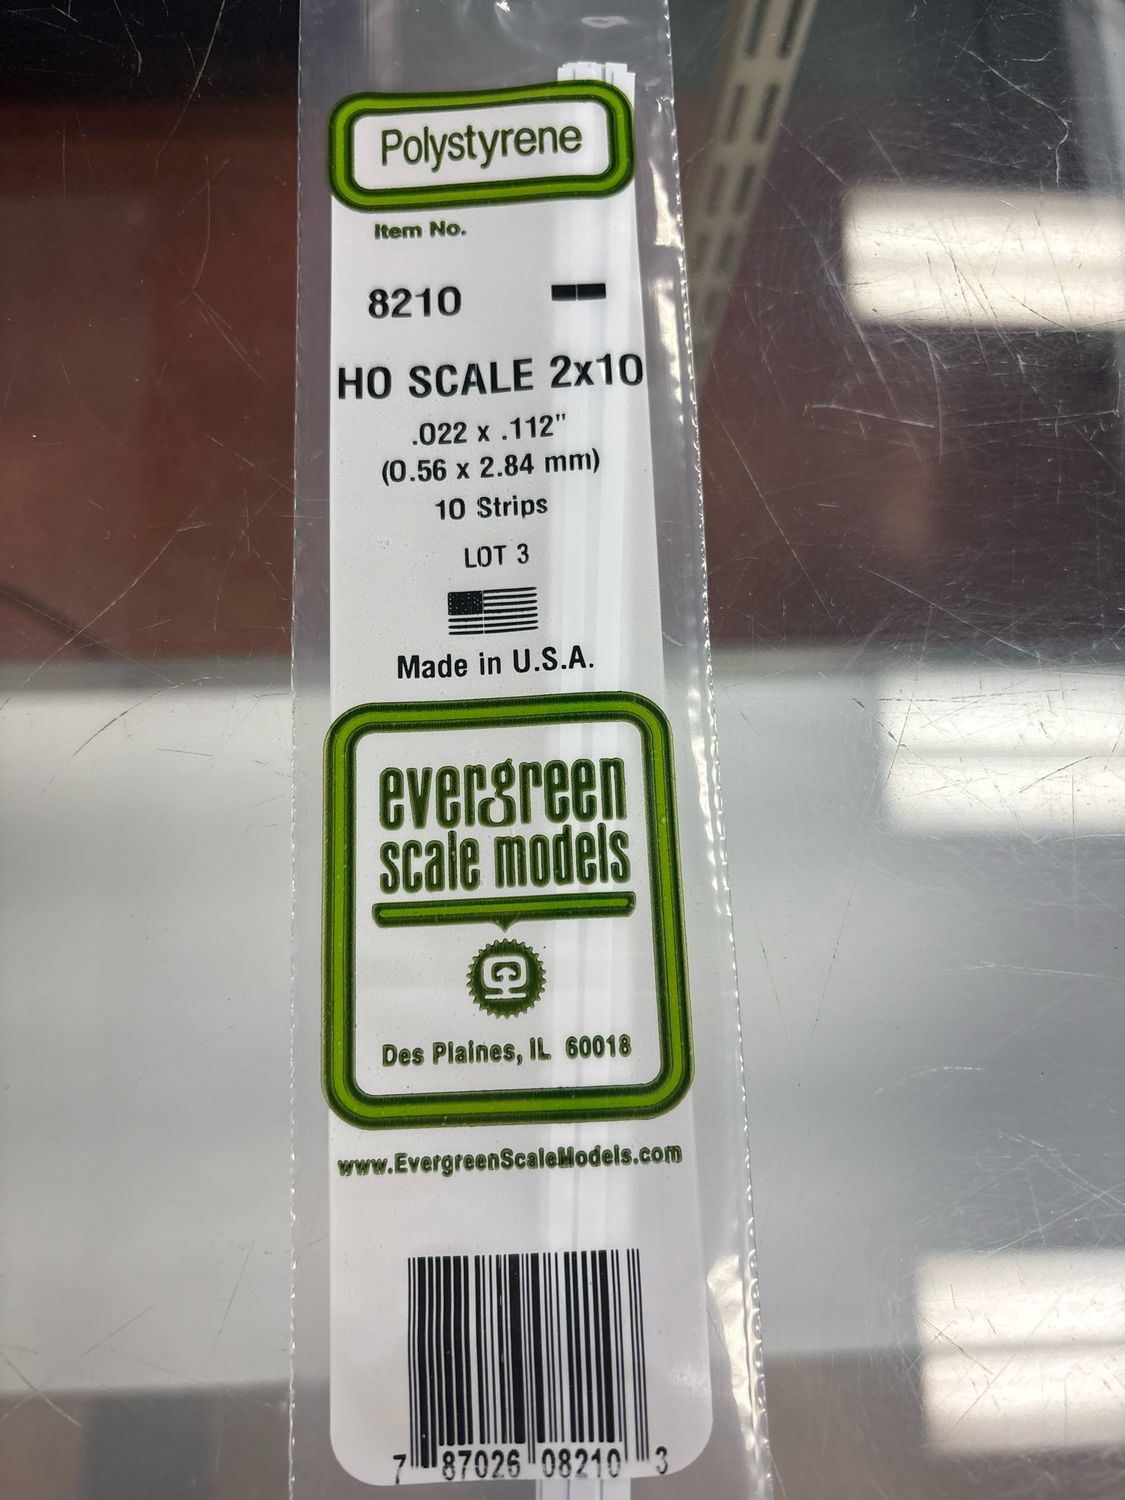 Polystyrene
Item No.
8210
HO SCALE 2x10
.022 x .112"
(0.56 x 2.84 mm)
10 Strips
LOT 3
Made in U.S.A.
evergreen
scale models
Des Plaines, IL 60018
www.EvergreenScaleModels.com
7 87026 08210 3